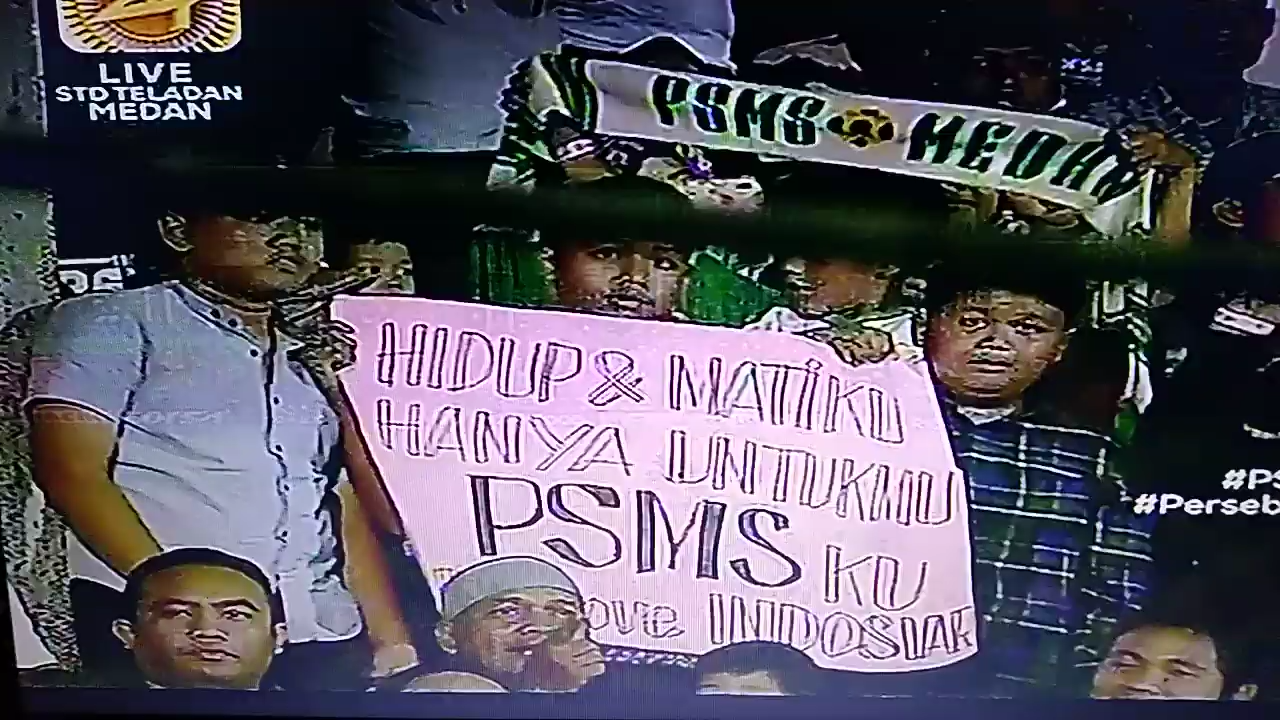 LIVE
STD TELADAN
MEDAN
PSMS MEDAN
HIDUP & MATIKU
HANYA UNTUKMU
PSMS KU
ove INDOSIAR
#PS
#Perseb